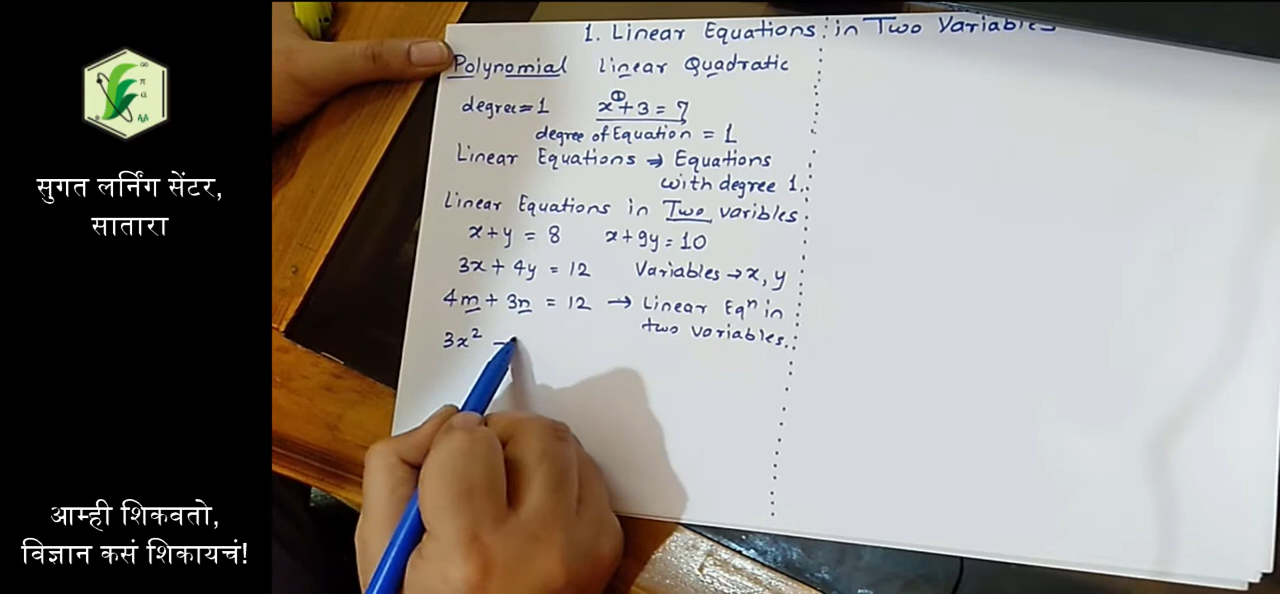 सुगत लर्निंग सेंटर,
सातारा
आम्ही शिकवतो,
विज्ञान कसं शिकायचं!
1. Linear Equations in Two Variables
Polynomial Linear Quadratic
degree=1 x^① + 3 = 7
degree of Equation = 1
Linear Equations → Equations
with degree 1.
Linear Equations in Two varibles.
x+y = 8 x+9y=10
3x + 4y = 12 Variables → x, y
4m + 3n = 12 → Linear Eqⁿ in
two variables.
3x²